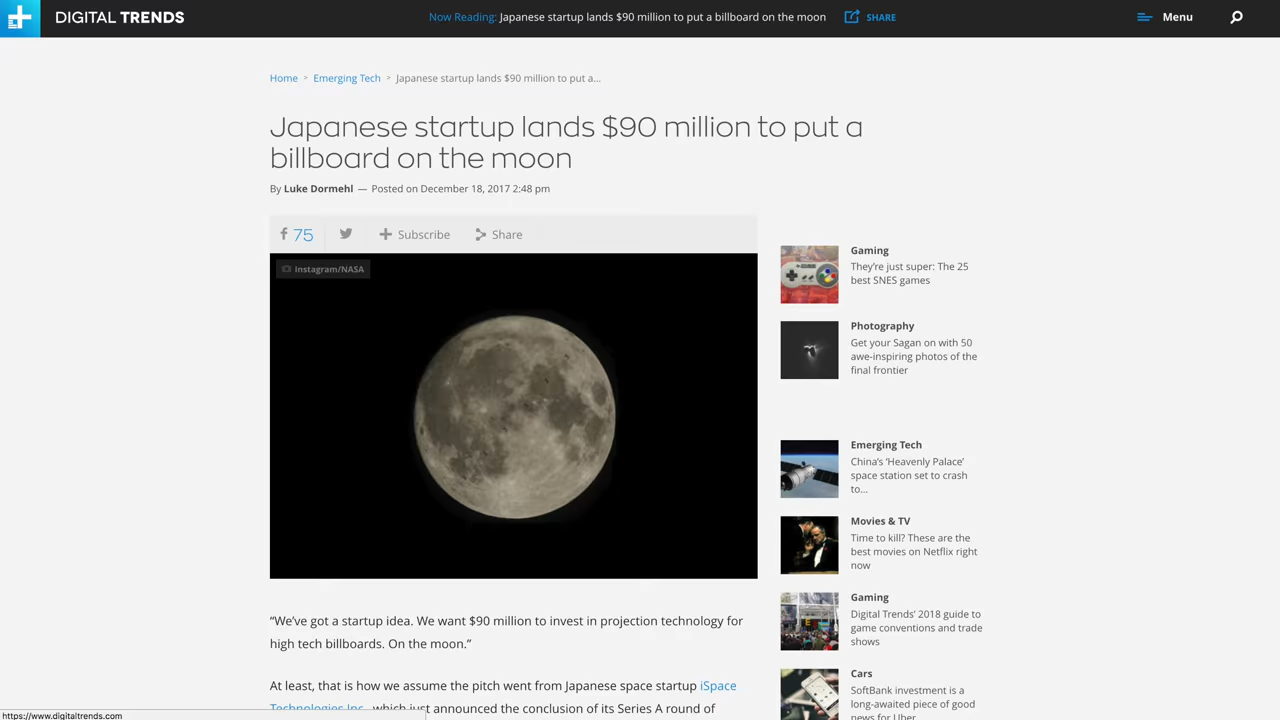 DIGITAL TRENDS
Now Reading: Japanese startup lands $90 million to put a billboard on the moon
SHARE
Menu
Home > Emerging Tech > Japanese startup lands $90 million to put a...
Japanese startup lands $90 million to put a
billboard on the moon
By Luke Dormehl — Posted on December 18, 2017 2:48 pm
75
Subscribe
Share
Instagram/NASA
“We’ve got a startup idea. We want $90 million to invest in projection technology for
high tech billboards. On the moon.”
At least, that is how we assume the pitch went from Japanese space startup iSpace
Technologies Inc., which just announced the conclusion of its Series A round of
Gaming
They’re just super: The 25
best SNES games
Photography
Get your Sagan on with 50
awe-inspiring photos of the
final frontier
Emerging Tech
China’s ‘Heavenly Palace’
space station set to crash
to...
Movies & TV
Time to kill? These are the
best movies on Netflix right
now
Gaming
Digital Trends’ 2018 guide to
game conventions and trade
shows
Cars
SoftBank investment is a
long-awaited piece of good
news for Uber
https://www.digitaltrends.com